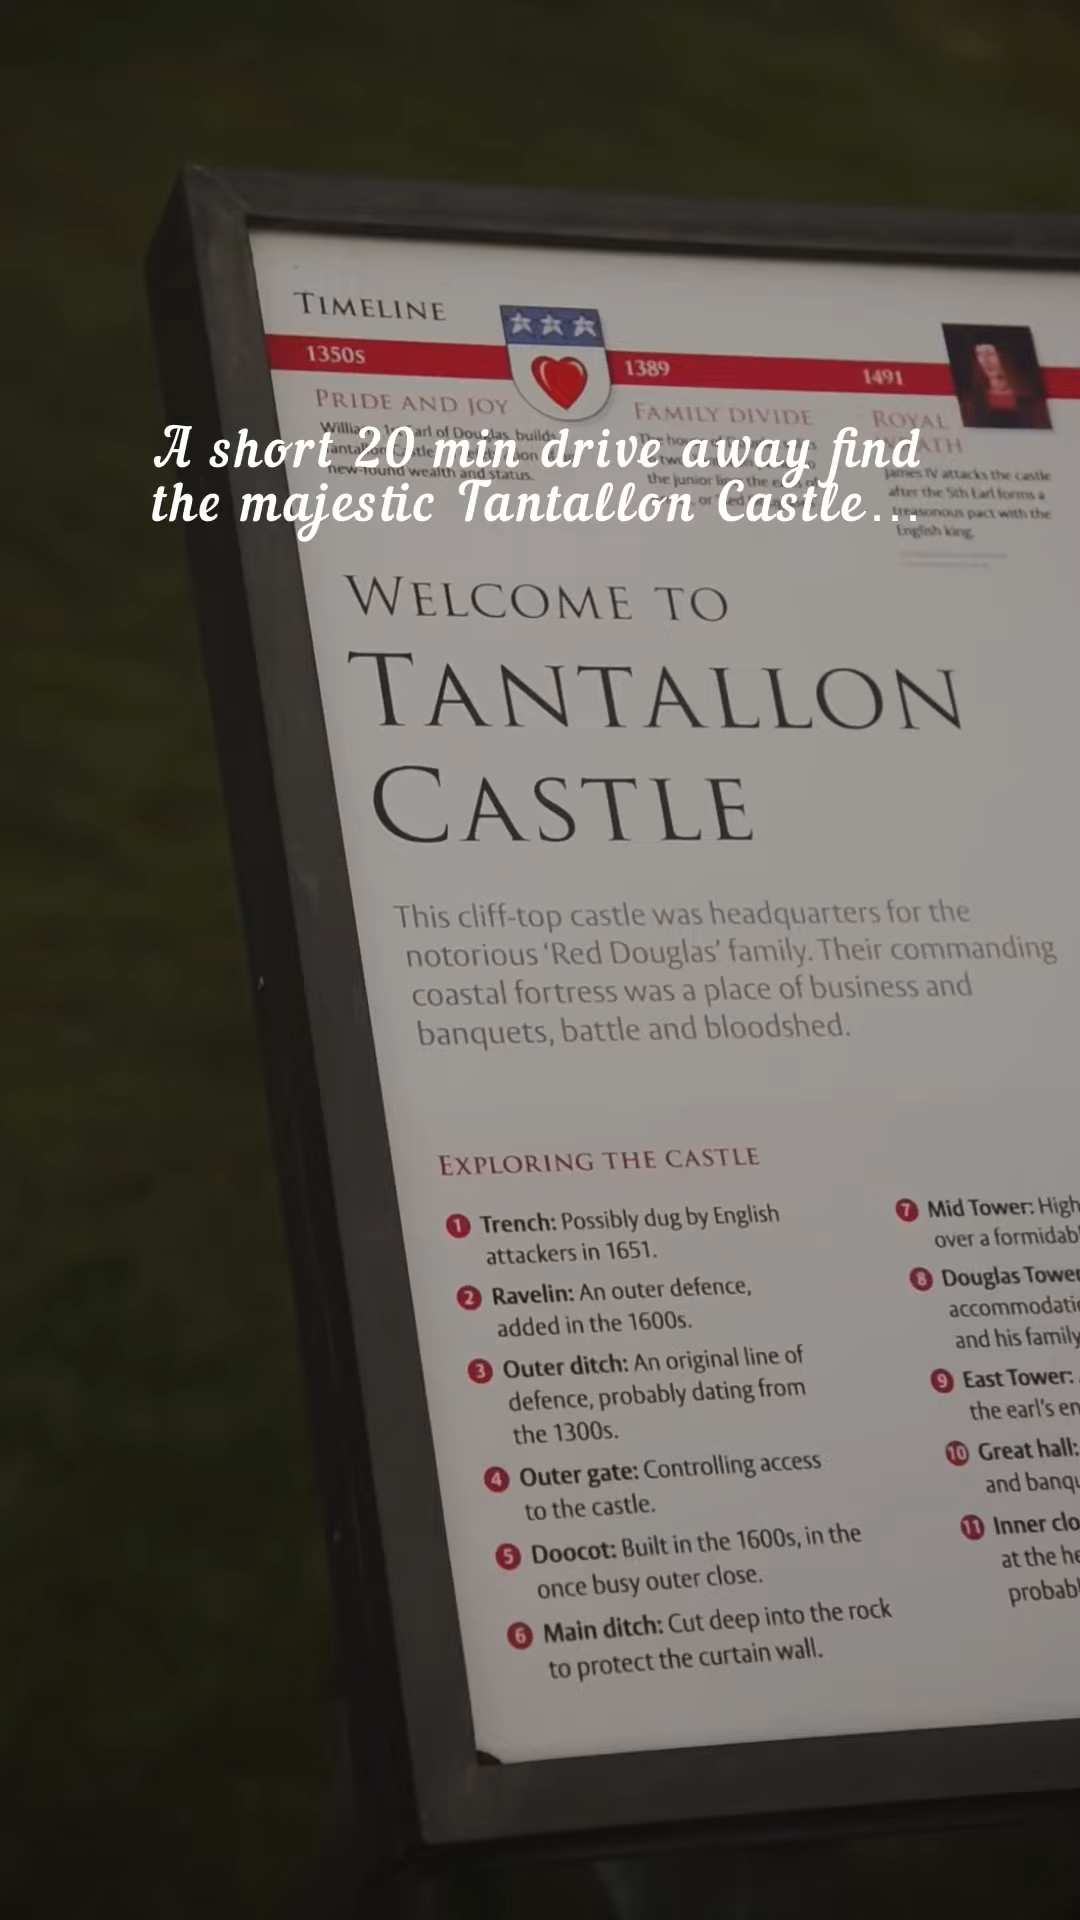 TIMELINE
1350s
1389
1491
PRIDE AND JOY
FAMILY DIVIDE
ROYAL
A short 20 min drive away find
the majestic Tantallon Castle...
new-found wealth and status.
the junior line, the
James IV attacks the castle
after the 5th Earl forms a
treasonous pact with the
English king.
WELCOME TO
TANTALLON
CASTLE
This cliff-top castle was headquarters for the
notorious ‘Red Douglas’ family. Their commanding
coastal fortress was a place of business and
banquets, battle and bloodshed.
EXPLORING THE CASTLE
1 Trench: Possibly dug by English
attackers in 1651.
2 Ravelin: An outer defence,
added in the 1600s.
3 Outer ditch: An original line of
defence, probably dating from
the 1300s.
4 Outer gate: Controlling access
to the castle.
5 Doocot: Built in the 1600s, in the
once busy outer close.
6 Main ditch: Cut deep into the rock
to protect the curtain wall.
7 Mid Tower: High
over a formidab
8 Douglas Tower
accommodati
and his family
9 East Tower:
the earl's en
10 Great hall:
and banqu
11 Inner clo
at the he
probabl